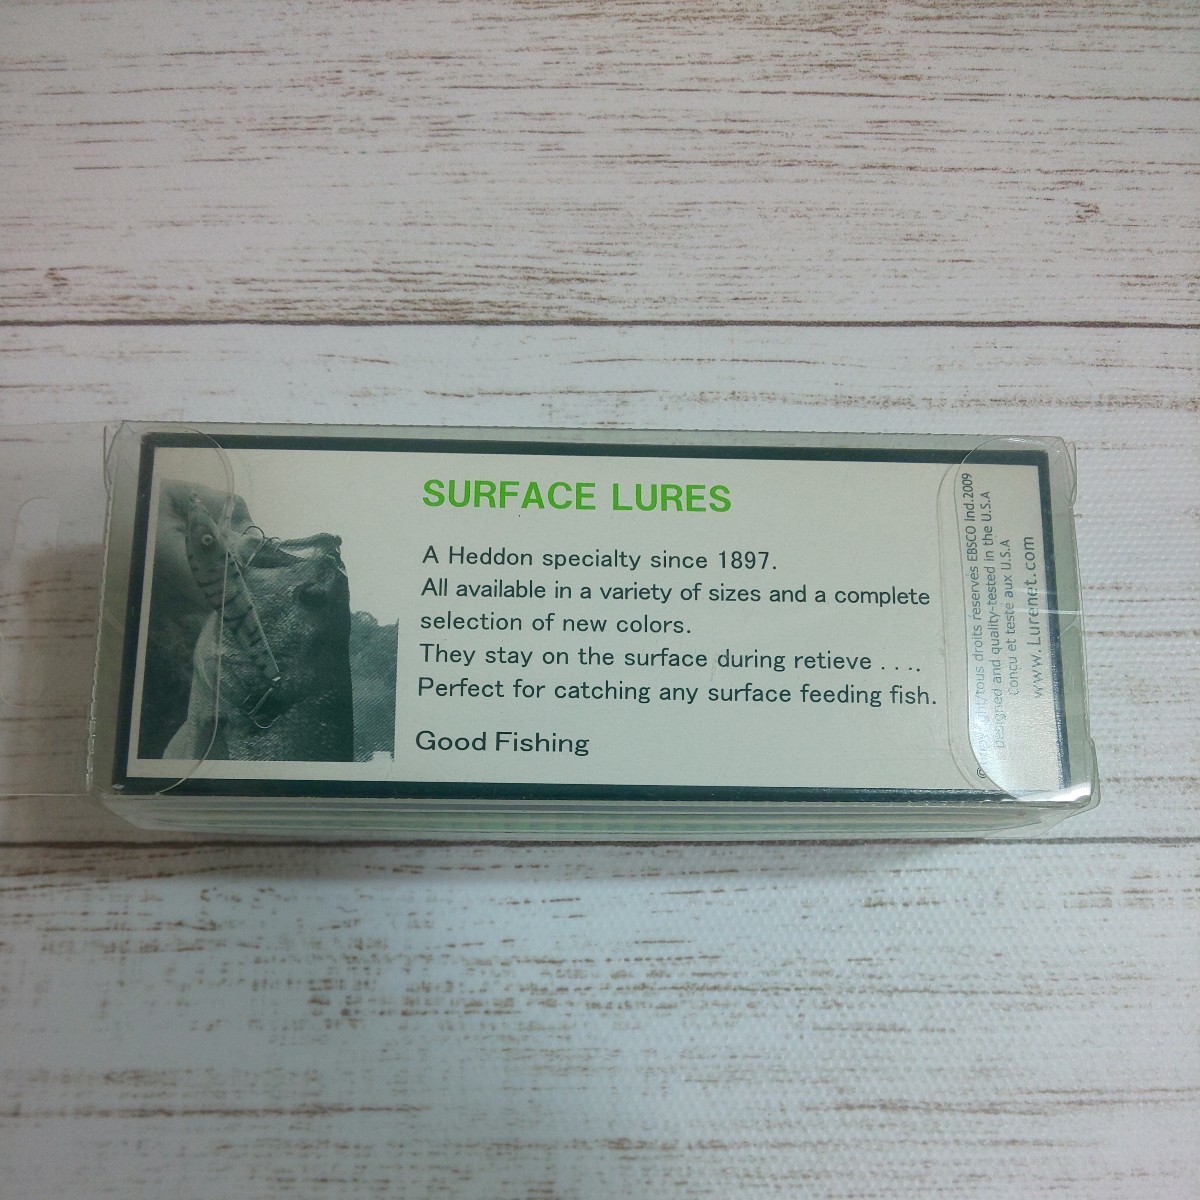 SURFACE LURES
A Heddon specialty since 1897.
All available in a variety of sizes and a complete
selection of new colors.
They stay on the surface during retieve . . ..
Perfect for catching any surface feeding fish.
Good Fishing
droits reservés EBSCO Ind.2009
Designed and quality-tested in the U.S.A
Concu et teste aux U.S.A
www.Lurenet.com